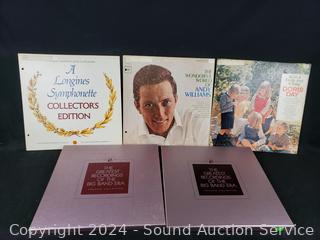 A
Longines
Symphonette
COLLECTOR'S
EDITION
THE
WONDERFUL
WORLD
OF
ANDY
WILLIAMS
DORIS
DAY
THE GREATEST
RECORDINGS
OF THE
BIG BAND ERA
THE GREATEST
RECORDINGS
OF THE
BIG BAND ERA
Copyright 2024 - Sound Auction Service